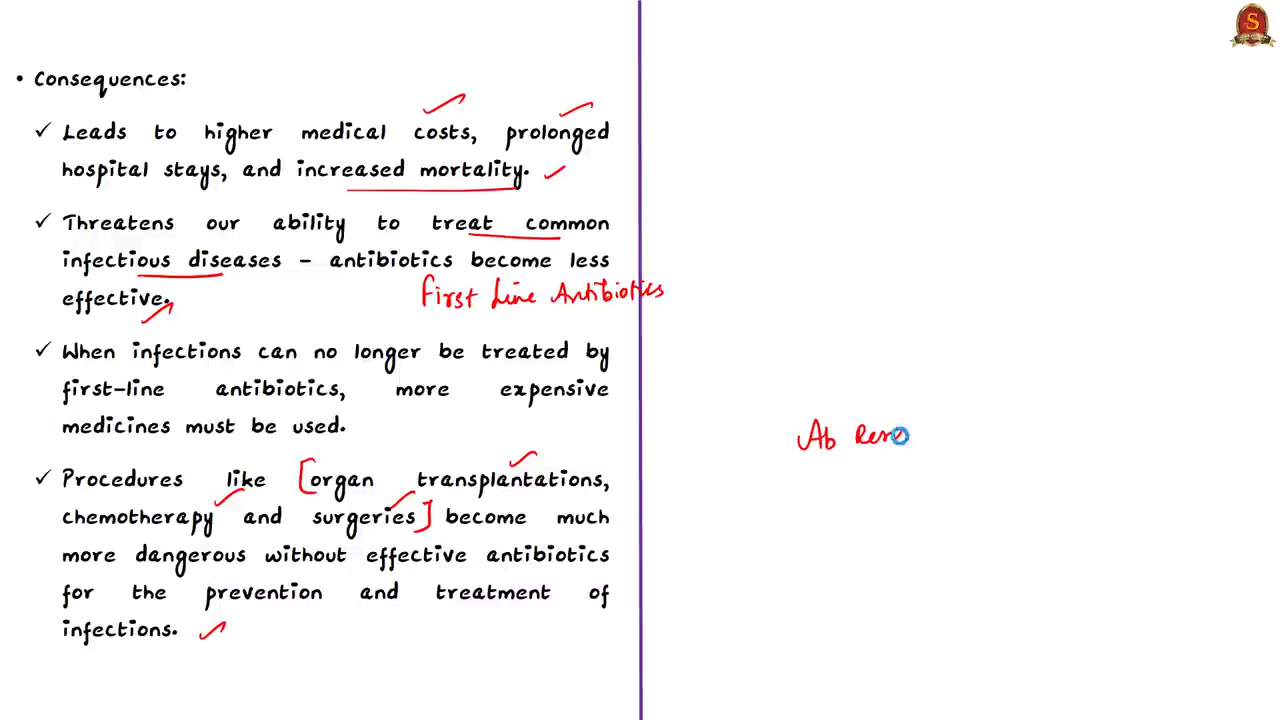 • Consequences:
✓ Leads to higher medical costs, prolonged
hospital stays, and increased mortality.
✓ Threatens our ability to treat common
infectious diseases – antibiotics become less
effective.
First Line Antibiotics
✓ When infections can no longer be treated by
first-line antibiotics, more expensive
medicines must be used.
✓ Procedures like [organ transplantations,
chemotherapy and surgeries] become much
more dangerous without effective antibiotics
for the prevention and treatment of
infections.
Ab
S